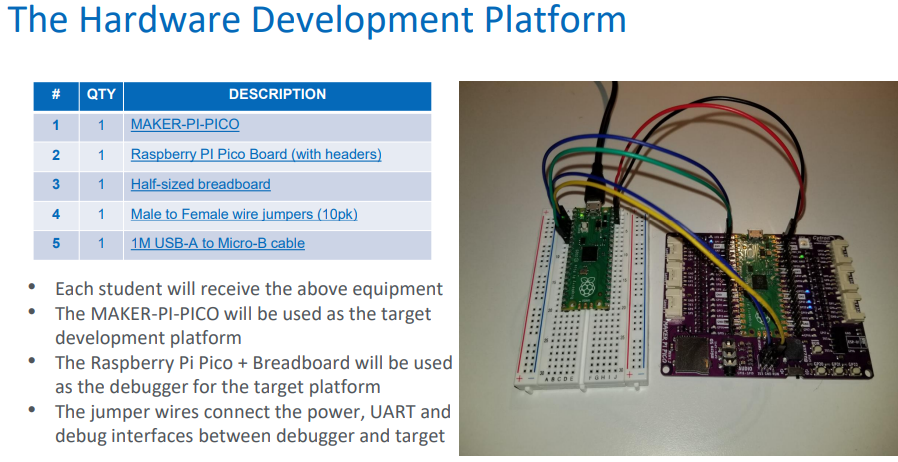 The Hardware Development Platform
# QTY DESCRIPTION
1 1 MAKER-PI-PICO
2 1 Raspberry PI Pico Board (with headers)
3 1 Half-sized breadboard
4 1 Male to Female wire jumpers (10pk)
5 1 1M USB-A to Micro-B cable
• Each student will receive the above equipment
• The MAKER-PI-PICO will be used as the target
development platform
• The Raspberry Pi Pico + Breadboard will be used
as the debugger for the target platform
• The jumper wires connect the power, UART and
debug interfaces between debugger and target
A B C D E
MAKER PI PICO